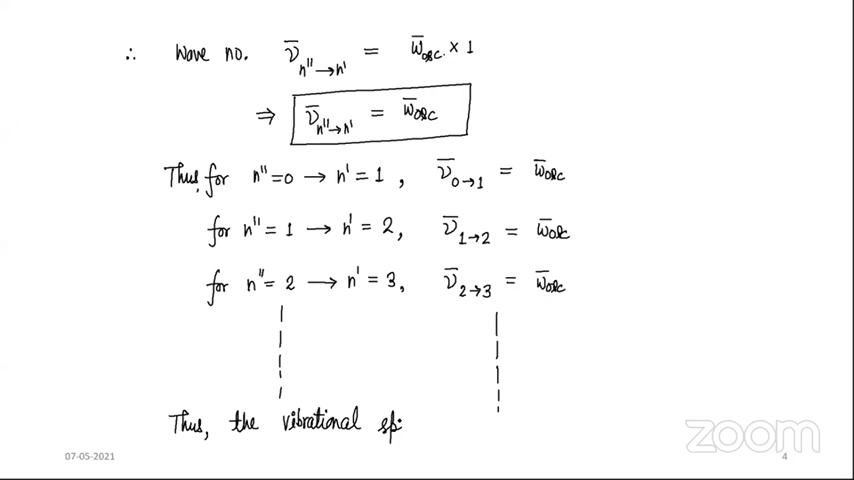 ∴ Wave no. ν̅ n''→n' = w̅osc. × 1
⇒ ν̅ n''→n' = w̅osc
Thus, for n''=0 → n'=1, ν̅ 0→1 = w̅osc
for n''=1 → n'=2, ν̅ 1→2 = w̅osc
for n''=2 → n'=3, ν̅ 2→3 = w̅osc
Thus, the vibrational sp
zoom
07-05-2021
4